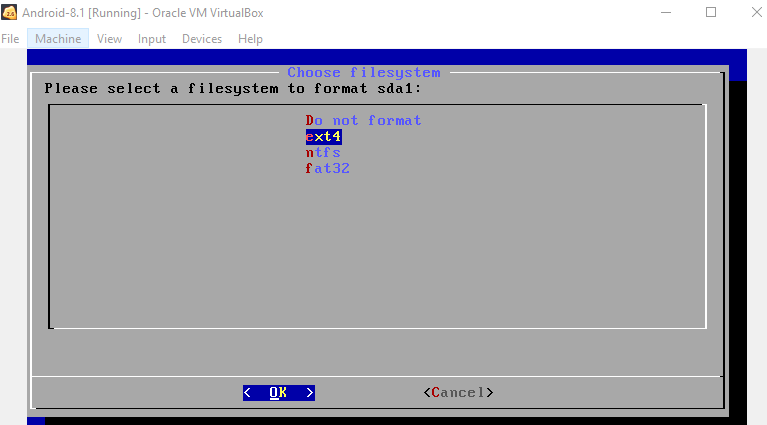 Android-8.1 [Running] - Oracle VM VirtualBox
File Machine View Input Devices Help
Choose filesystem
Please select a filesystem to format sda1:
Do not format
ext4
ntfs
fat32
< OK > <Cancel>